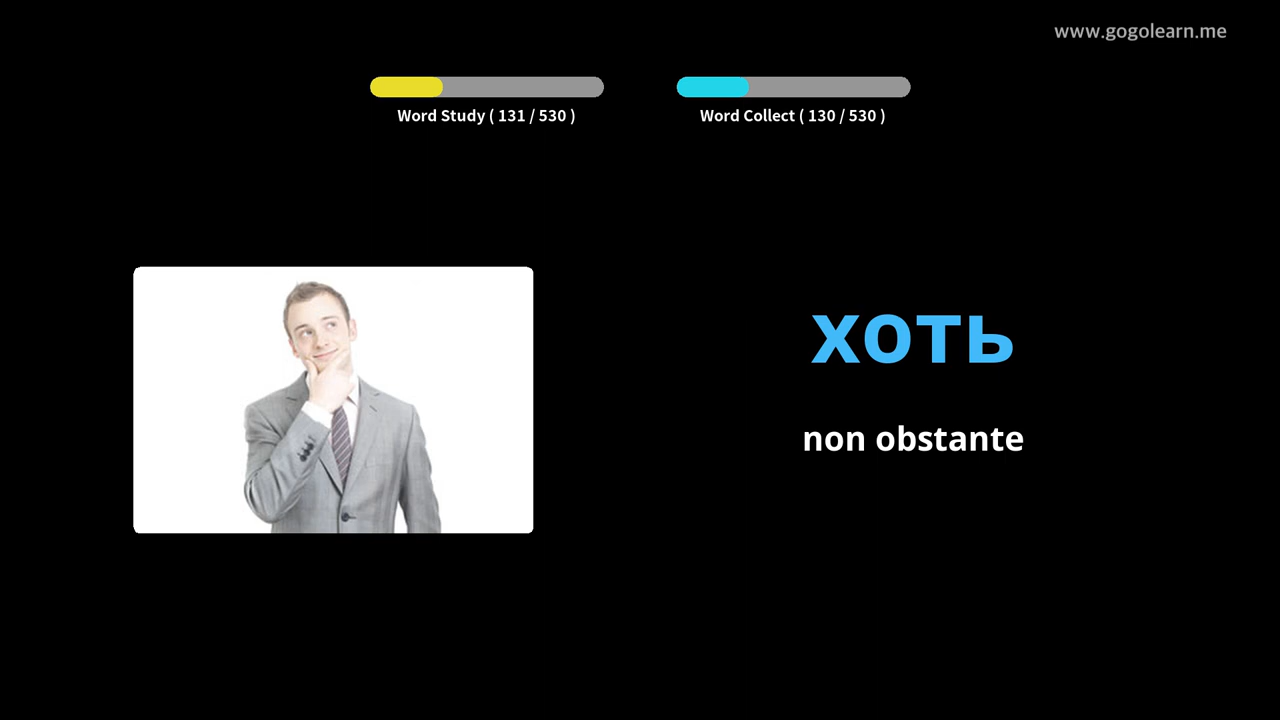 www.gogolearn.me
Word Study ( 131 / 530 )
Word Collect ( 130 / 530 )
хоть
non obstante